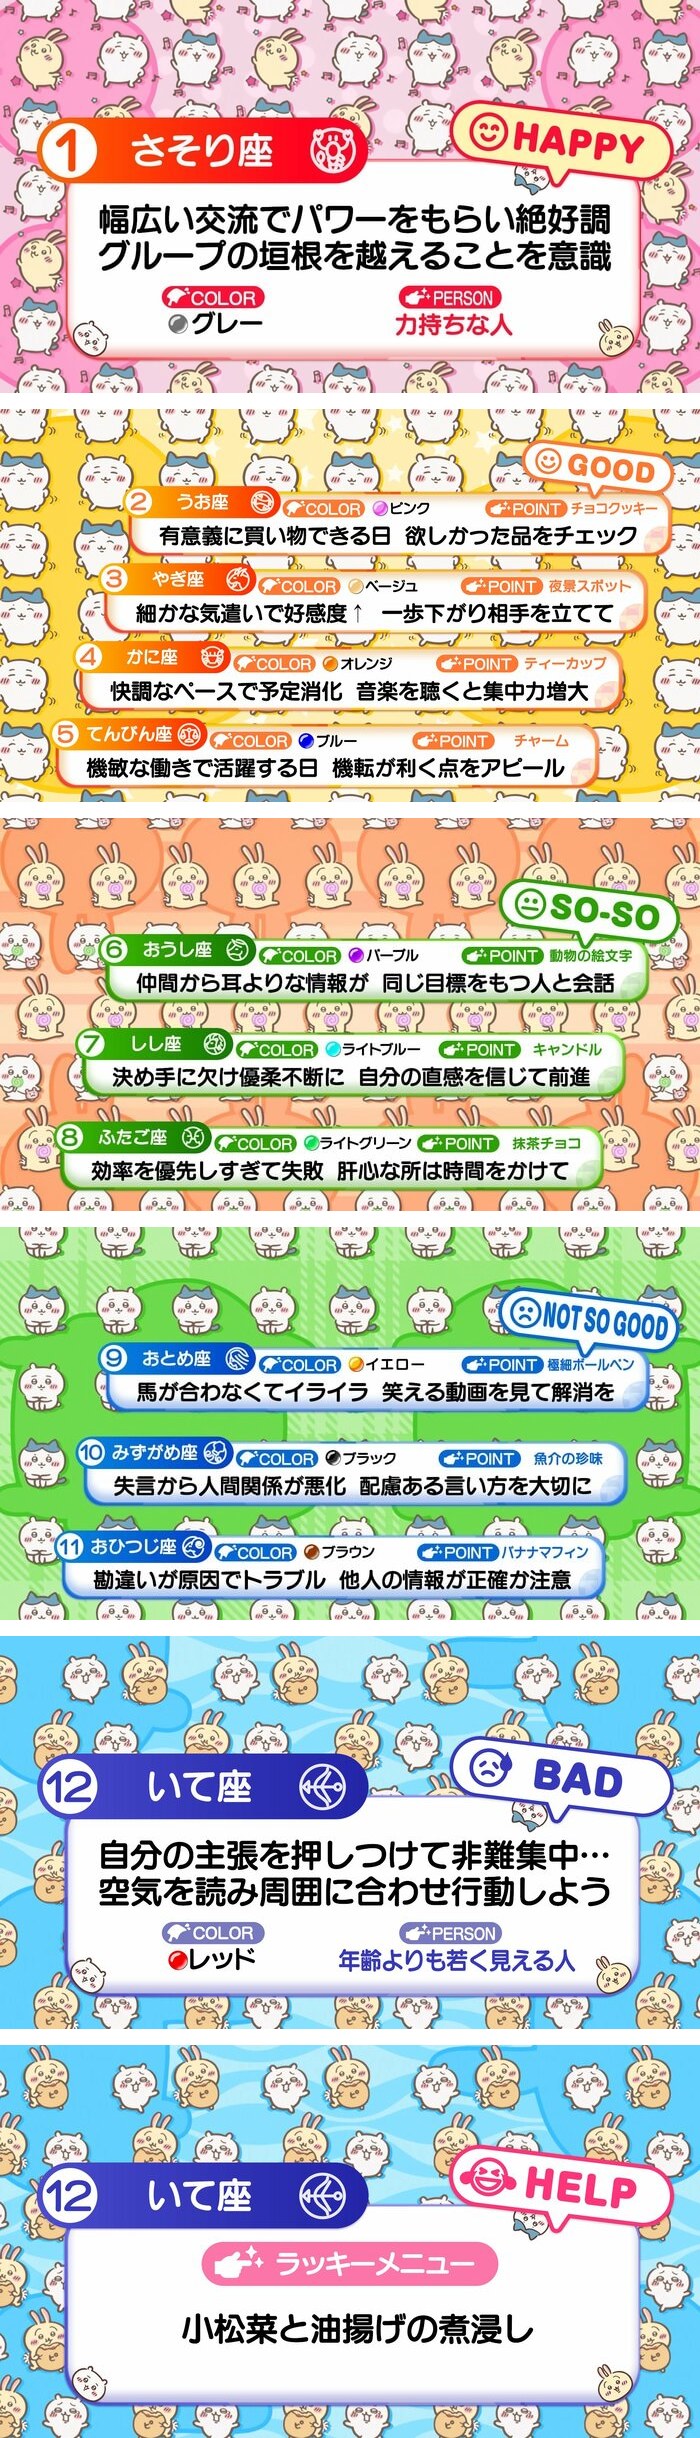 1 さそり座
HAPPY
幅広い交流でパワーをもらい絶好調
グループの垣根を越えることを意識
COLOR PERSON
グレー 力持ちな人
GOOD
2 うお座 COLOR ピンク POINT チョコクッキー
有意義に買い物できる日 欲しかった品をチェック
3 やぎ座 COLOR ベージュ POINT 夜景スポット
細かな気遣いで好感度↑ 一歩下がり相手を立てて
4 かに座 COLOR オレンジ POINT ティーカップ
快調なペースで予定消化 音楽を聴くと集中力増大
5 てんびん座 COLOR ブルー POINT チャーム
機敏な働きで活躍する日 機転が利く点をアピール
SO-SO
6 おうし座 COLOR パープル POINT 動物の絵文字
仲間から耳よりな情報が 同じ目標をもつ人と会話
7 しし座 COLOR ライトブルー POINT キャンドル
決め手に欠け優柔不断に 自分の直感を信じて前進
8 ふたご座 COLOR ライトグリーン POINT 抹茶チョコ
効率を優先しすぎて失敗 肝心な所は時間をかけて
NOT SO GOOD
9 おとめ座 COLOR イエロー POINT 極細ボールペン
馬が合わなくてイライラ 笑える動画を見て解消を
10 みずがめ座 COLOR ブラック POINT 魚介の珍味
失言から人間関係が悪化 配慮ある言い方を大切に
11 おひつじ座 COLOR ブラウン POINT バナナマフィン
勘違いが原因でトラブル 他人の情報が正確か注意
12 いて座
BAD
自分の主張を押しつけて非難集中…
空気を読み周囲に合わせ行動しよう
COLOR PERSON
レッド 年齢よりも若く見える人
12 いて座
HELP
ラッキーメニュー
小松菜と油揚げの煮浸し